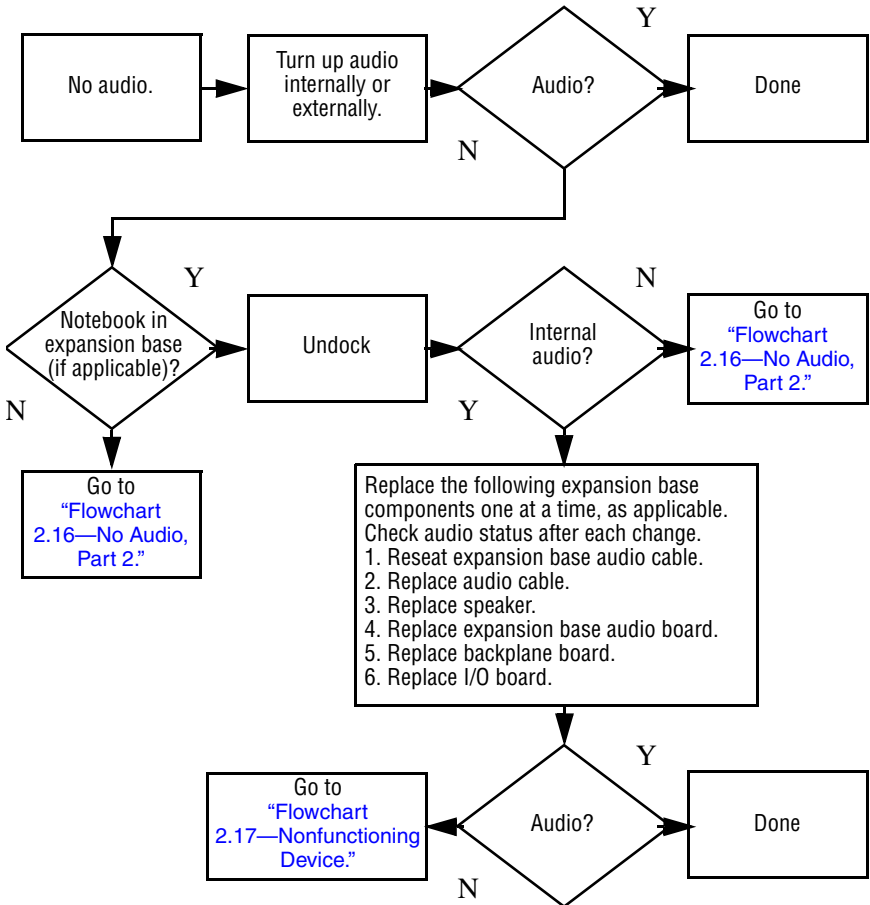 Y
No audio.
Turn up audio
internally or
externally.
Audio?
Done
N
Y
N
Notebook in
expansion base
(if applicable)?
Undock
Internal
audio?
Go to
“Flowchart
2.16—No Audio,
Part 2.”
N
Y
Go to
“Flowchart
2.16—No Audio,
Part 2.”
Replace the following expansion base
components one at a time, as applicable.
Check audio status after each change.
1. Reseat expansion base audio cable.
2. Replace audio cable.
3. Replace speaker.
4. Replace expansion base audio board.
5. Replace backplane board.
6. Replace I/O board.
Y
Go to
“Flowchart
2.17—Nonfunctioning
Device.”
Audio?
Done
N